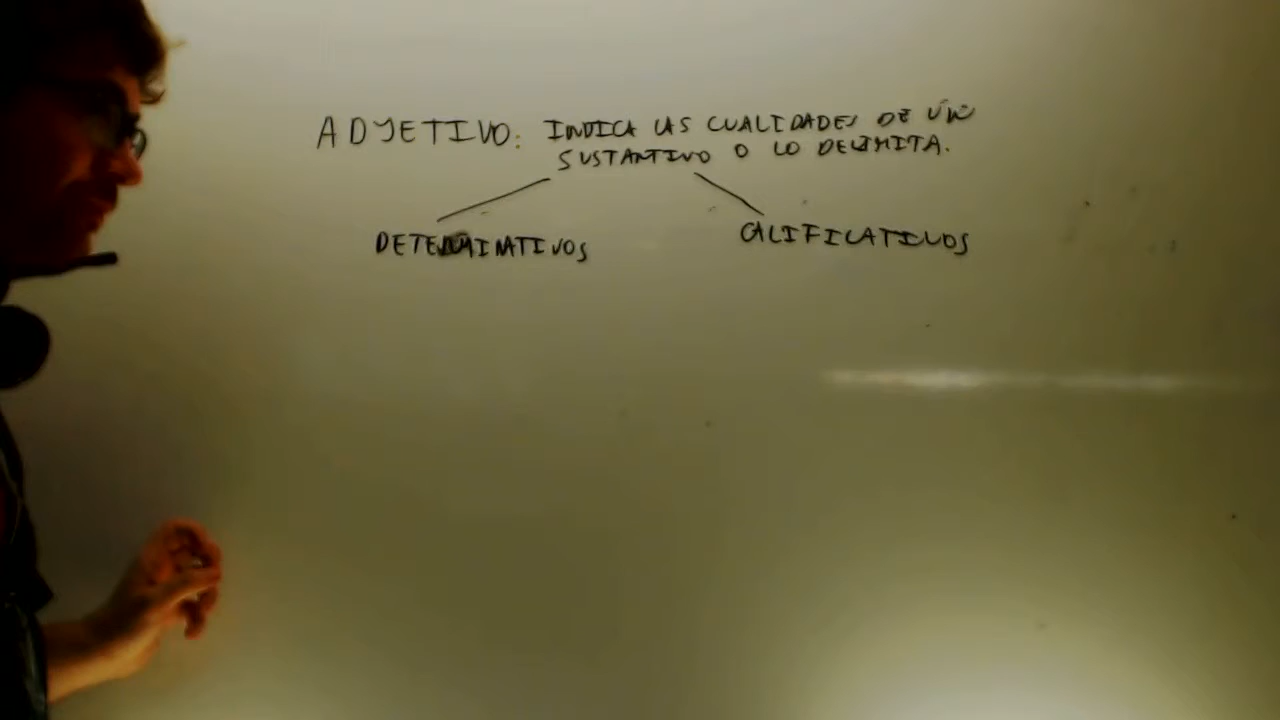 ADJETIVO: INDICA LAS CUALIDADES DE UN
SUSTANTIVO O LO DELIMITA.
DETERMINATIVOS
CALIFICATIVOS